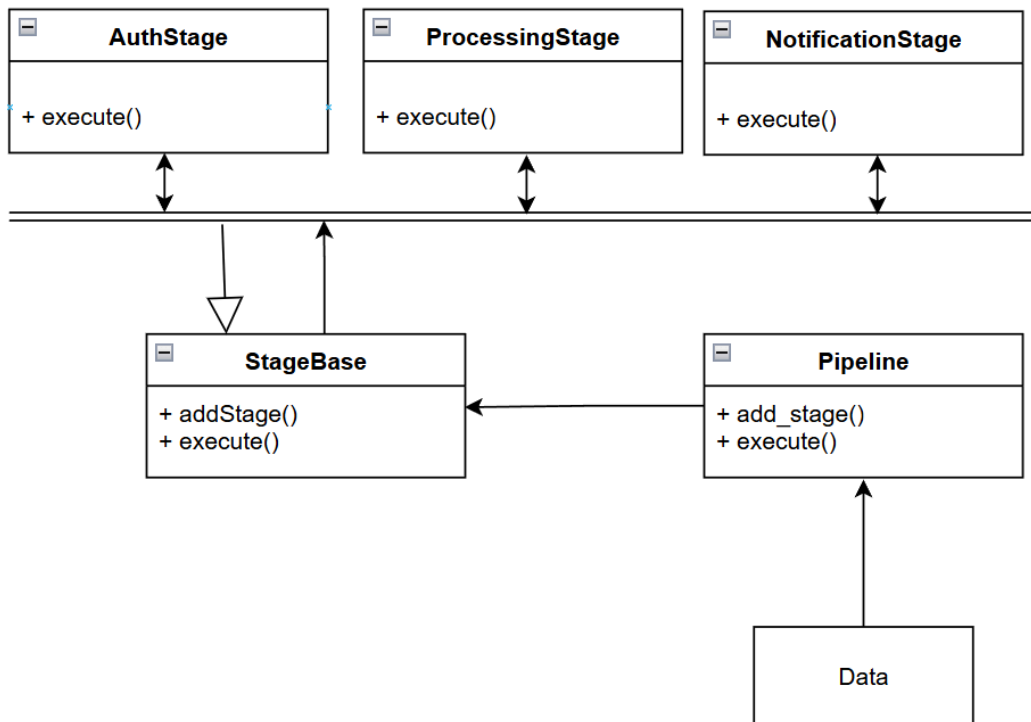 AuthStage
+ execute()
ProcessingStage
+ execute()
NotificationStage
+ execute()
StageBase
+ addStage()
+ execute()
Pipeline
+ add_stage()
+ execute()
Data